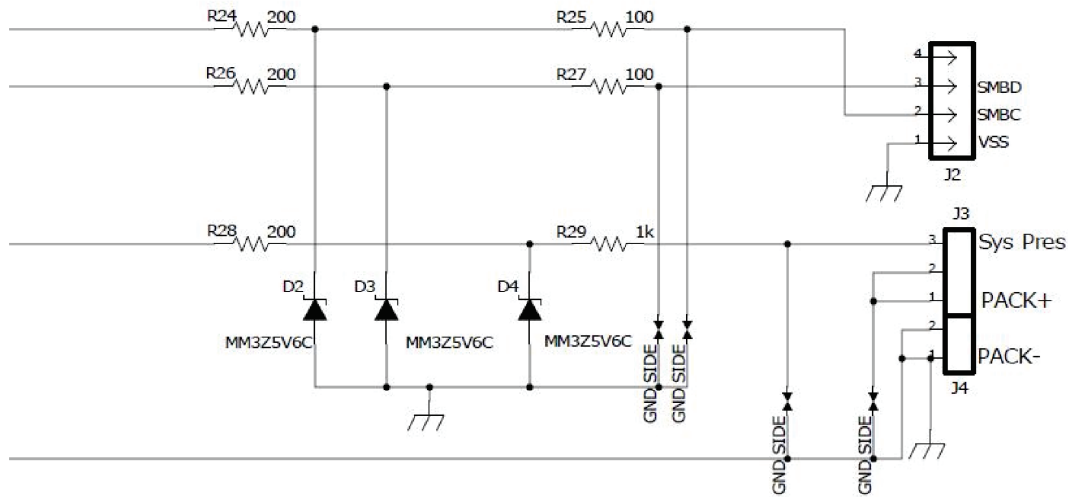 R24 200 R25 100
R26 200 R27 100
4
3 SMBD
2 SMBC
1 VSS
J2
R28 200 R29 1k
J3
3 Sys Pres
2
1 PACK+
2
1 PACK-
J4
D2 D3 D4
MM3Z5V6C MM3Z5V6C MM3Z5V6C
GND SIDE
GND SIDE
GND SIDE
GND SIDE